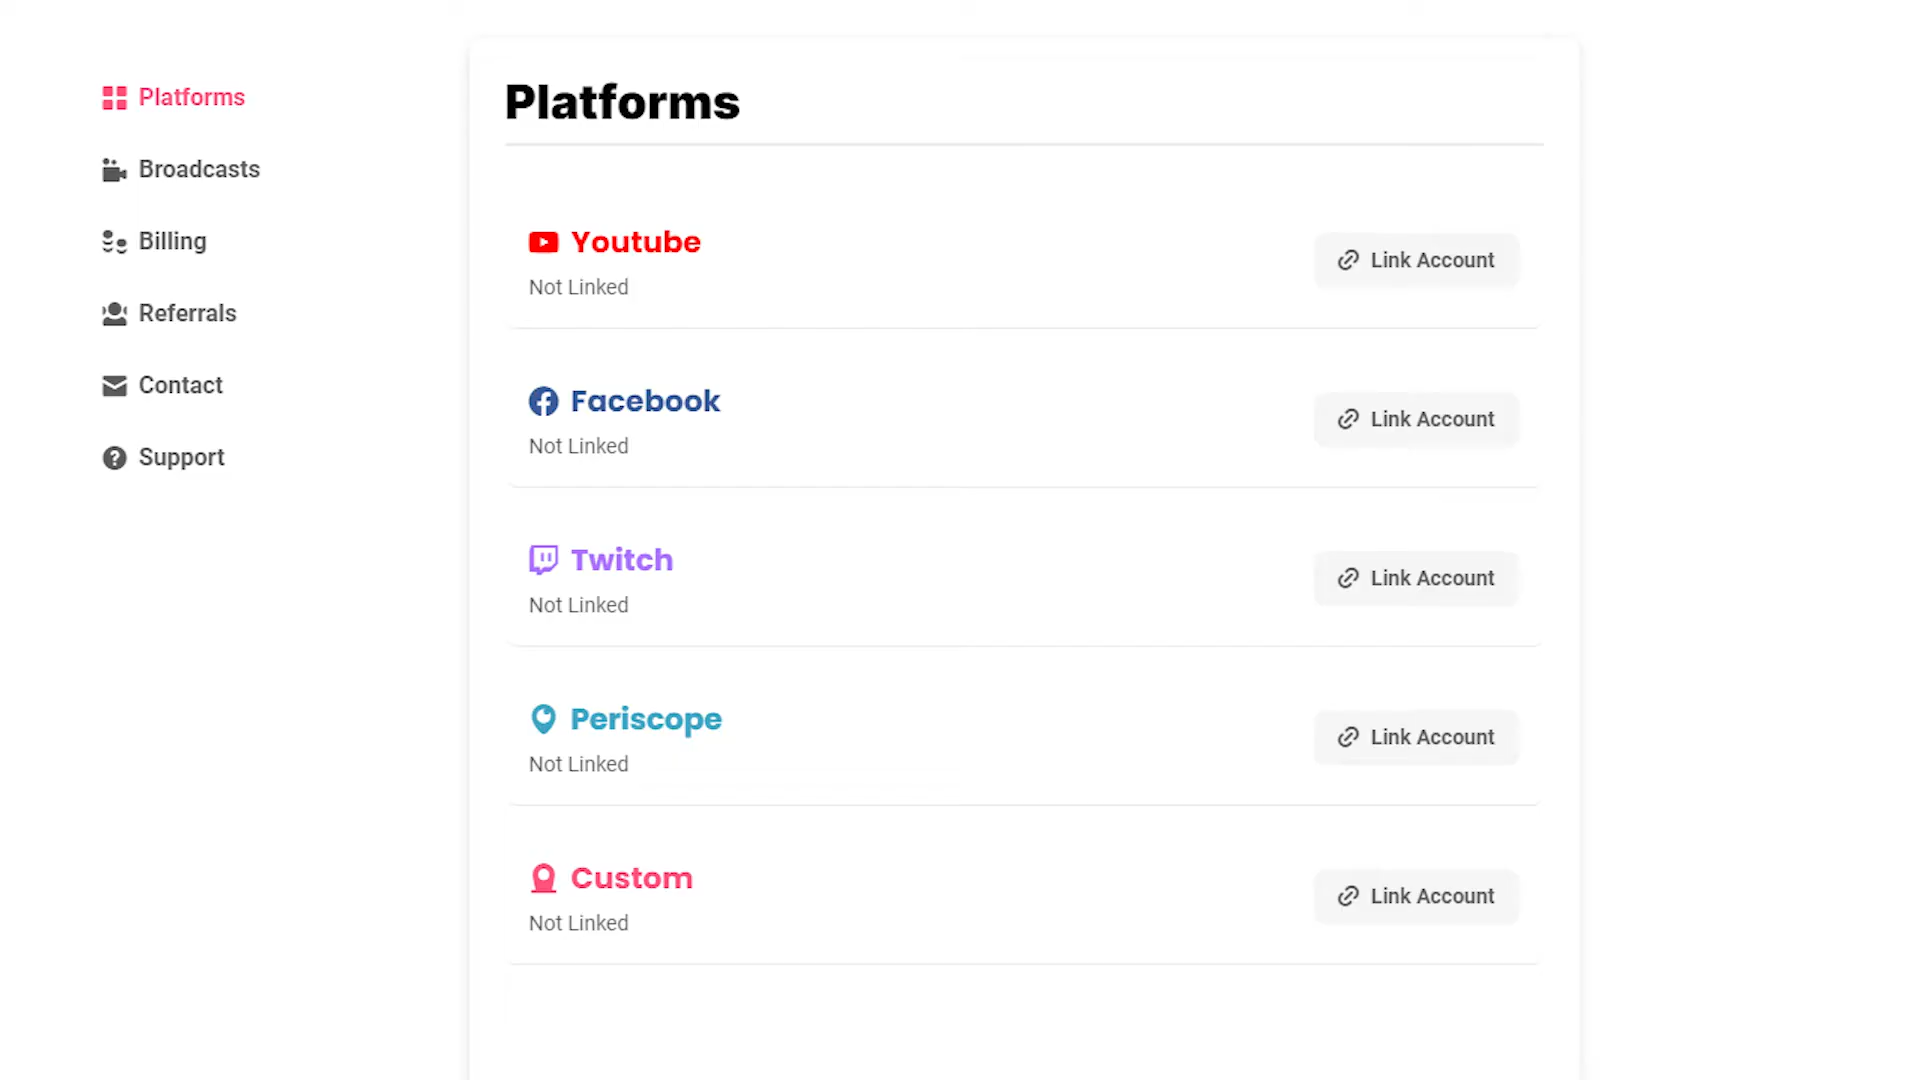 Platforms
Broadcasts
Billing
Referrals
Contact
Support
Platforms
Youtube
Not Linked
Link Account
Facebook
Not Linked
Link Account
Twitch
Not Linked
Link Account
Periscope
Not Linked
Link Account
Custom
Not Linked
Link Account